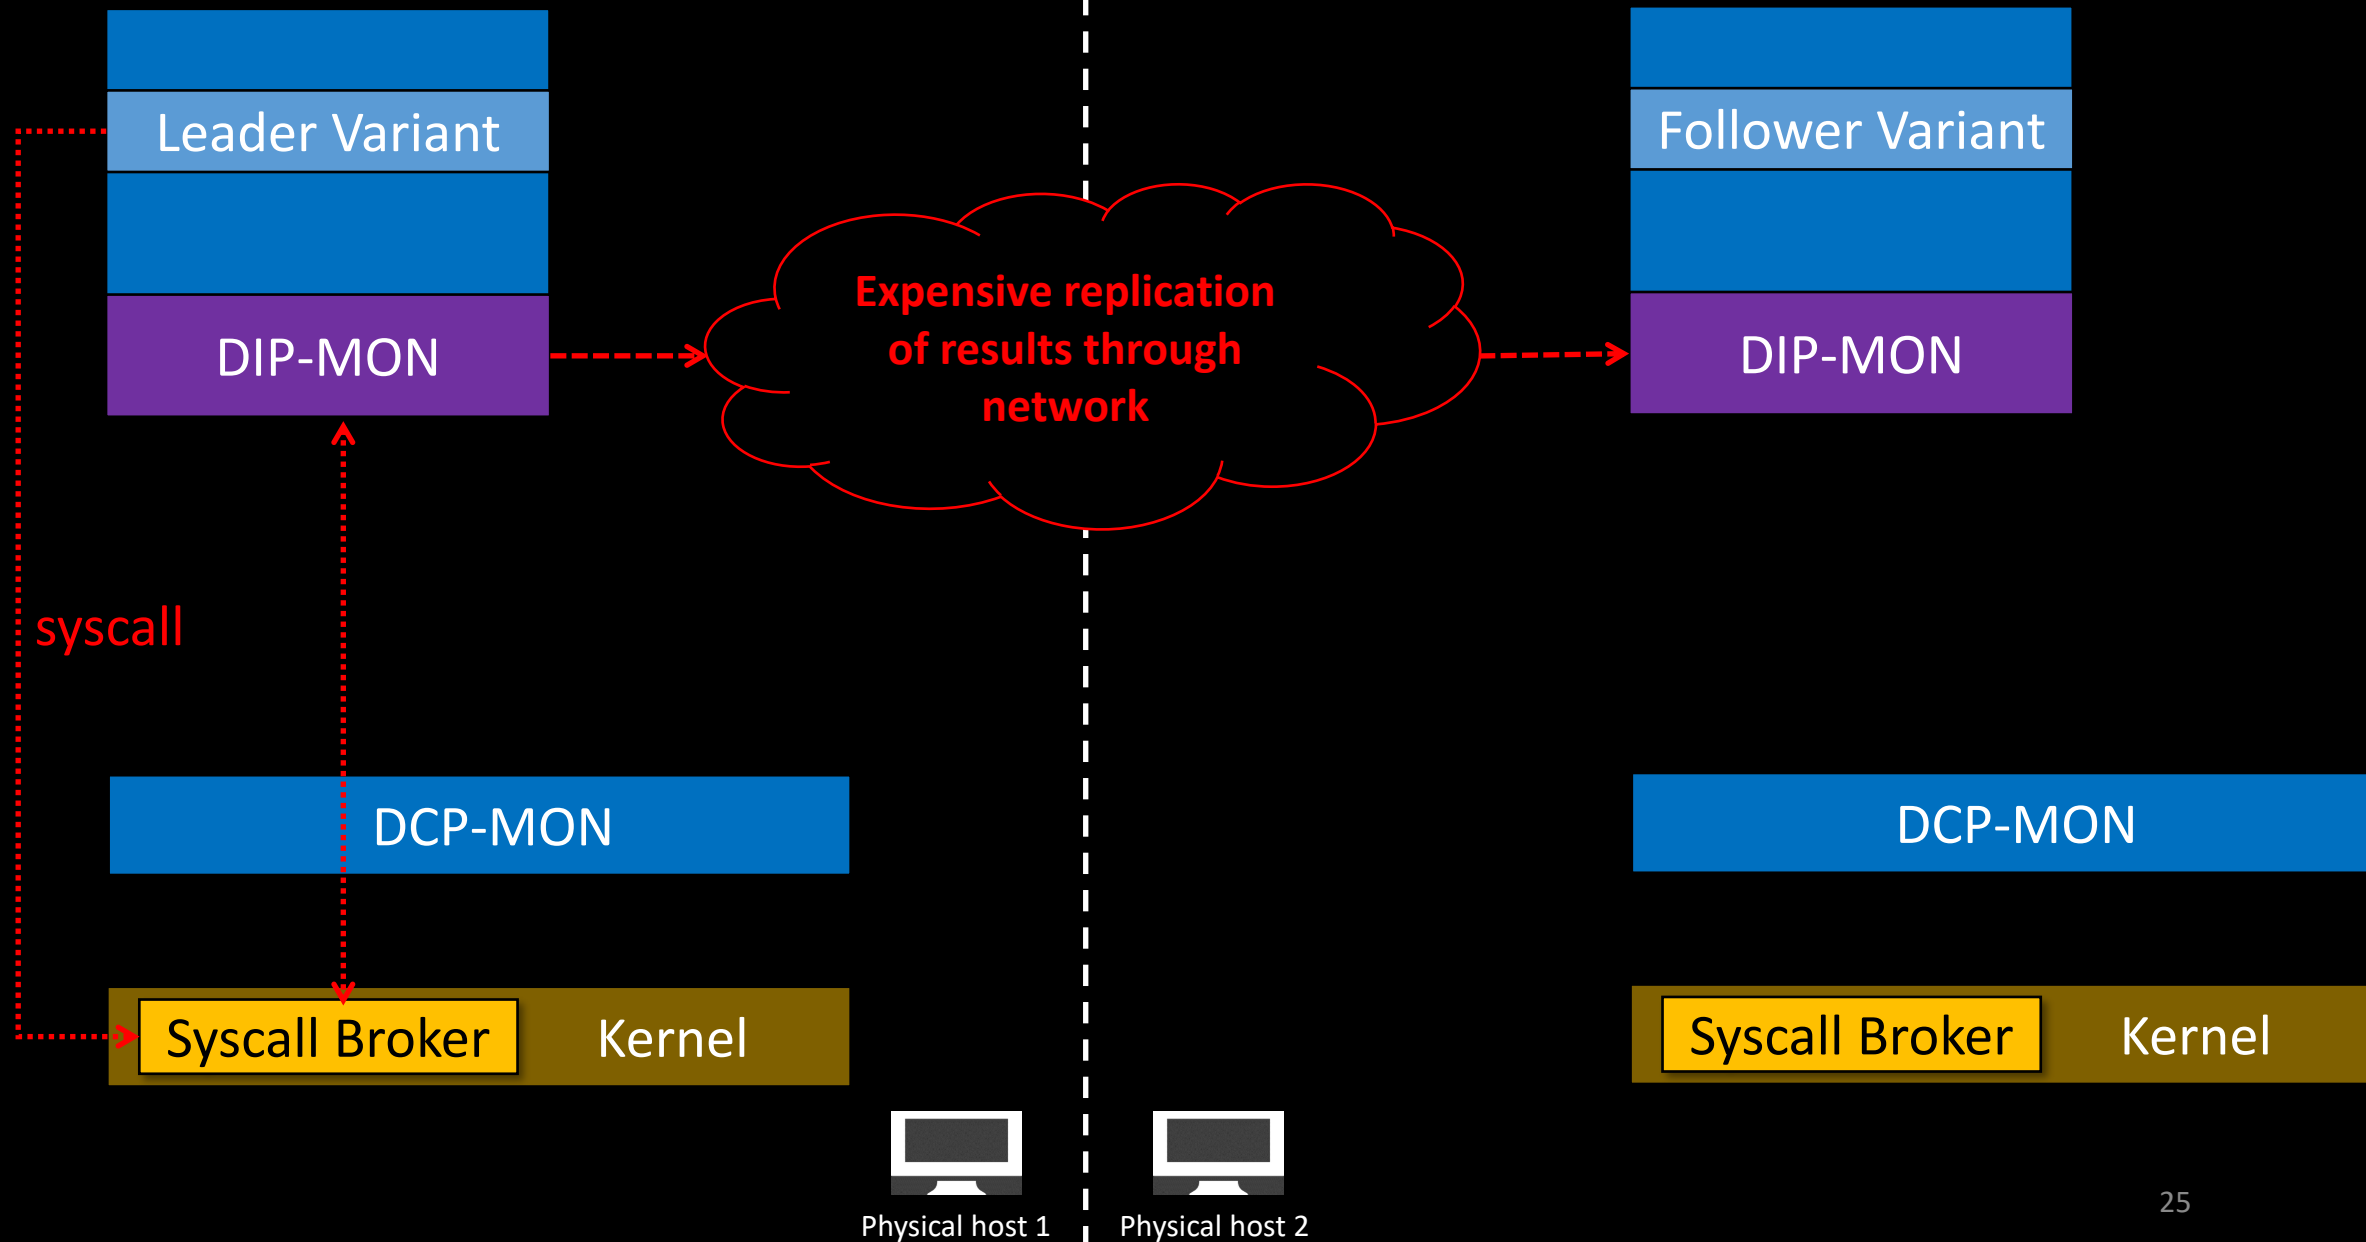 Leader Variant
Follower Variant
Expensive replication
of results through
network
DIP-MON
DIP-MON
syscall
DCP-MON
DCP-MON
Syscall Broker
Kernel
Syscall Broker
Kernel
Physical host 1
Physical host 2
25